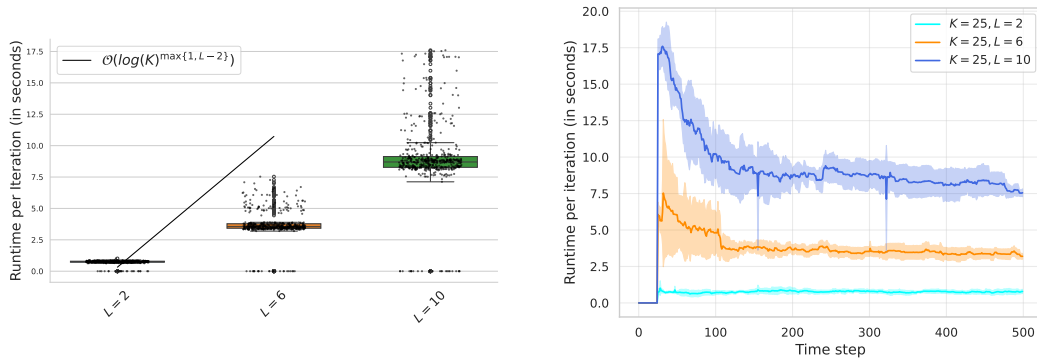 Runtime per Iteration (in seconds)
17.5
15.0
12.5
10.0
7.5
5.0
2.5
0.0
𝒪(log(K)^{max{1, L−2}})
L = 2
L = 6
L = 10
Runtime per iteration (in seconds)
20.0
17.5
15.0
12.5
10.0
7.5
5.0
2.5
0.0
K = 25, L = 2
K = 25, L = 6
K = 25, L = 10
0
100
200
300
400
500
Time step